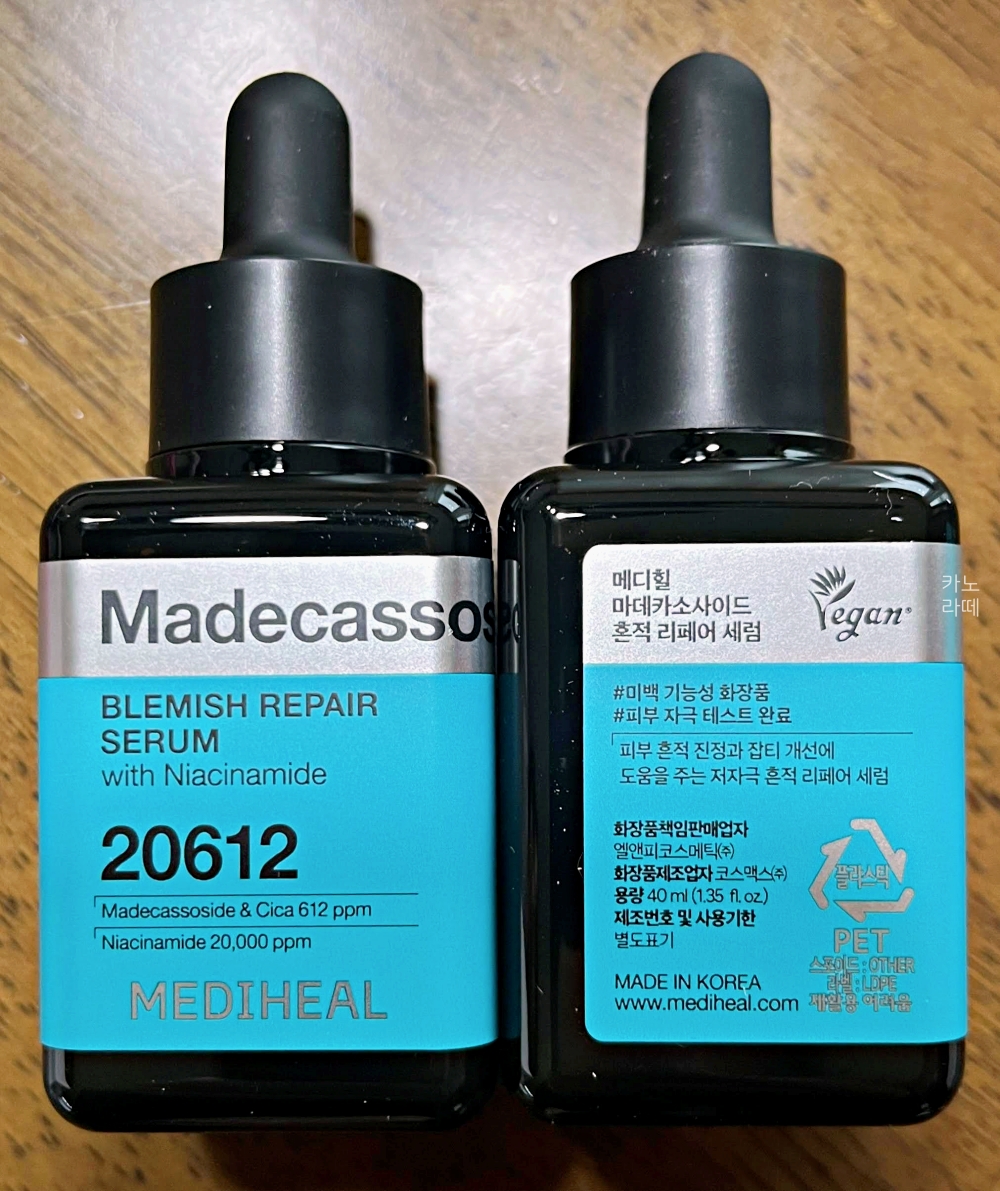 Madecassos
BLEMISH REPAIR
SERUM
with Niacinamide
20612
Madecassoside & Cica 612 ppm
Niacinamide 20,000 ppm
MEDIHEAL
메디힐
마데카소사이드
흔적 리페어 세럼
Vegan
#미백 기능성 화장품
#피부 자극 테스트 완료
피부 흔적 진정과 잡티 개선에
도움을 주는 저자극 흔적 리페어 세럼
화장품책임판매업자
엘앤피코스메틱㈜
화장품제조업자 코스맥스㈜
용량 40 ml (1.35 fl. oz.)
제조번호 및 사용기한
별도표기
MADE IN KOREA
www.mediheal.com
플라스틱
PET
스포이드 : OTHER
라벨 : LDPE
재활용 어려움
카노
라떼